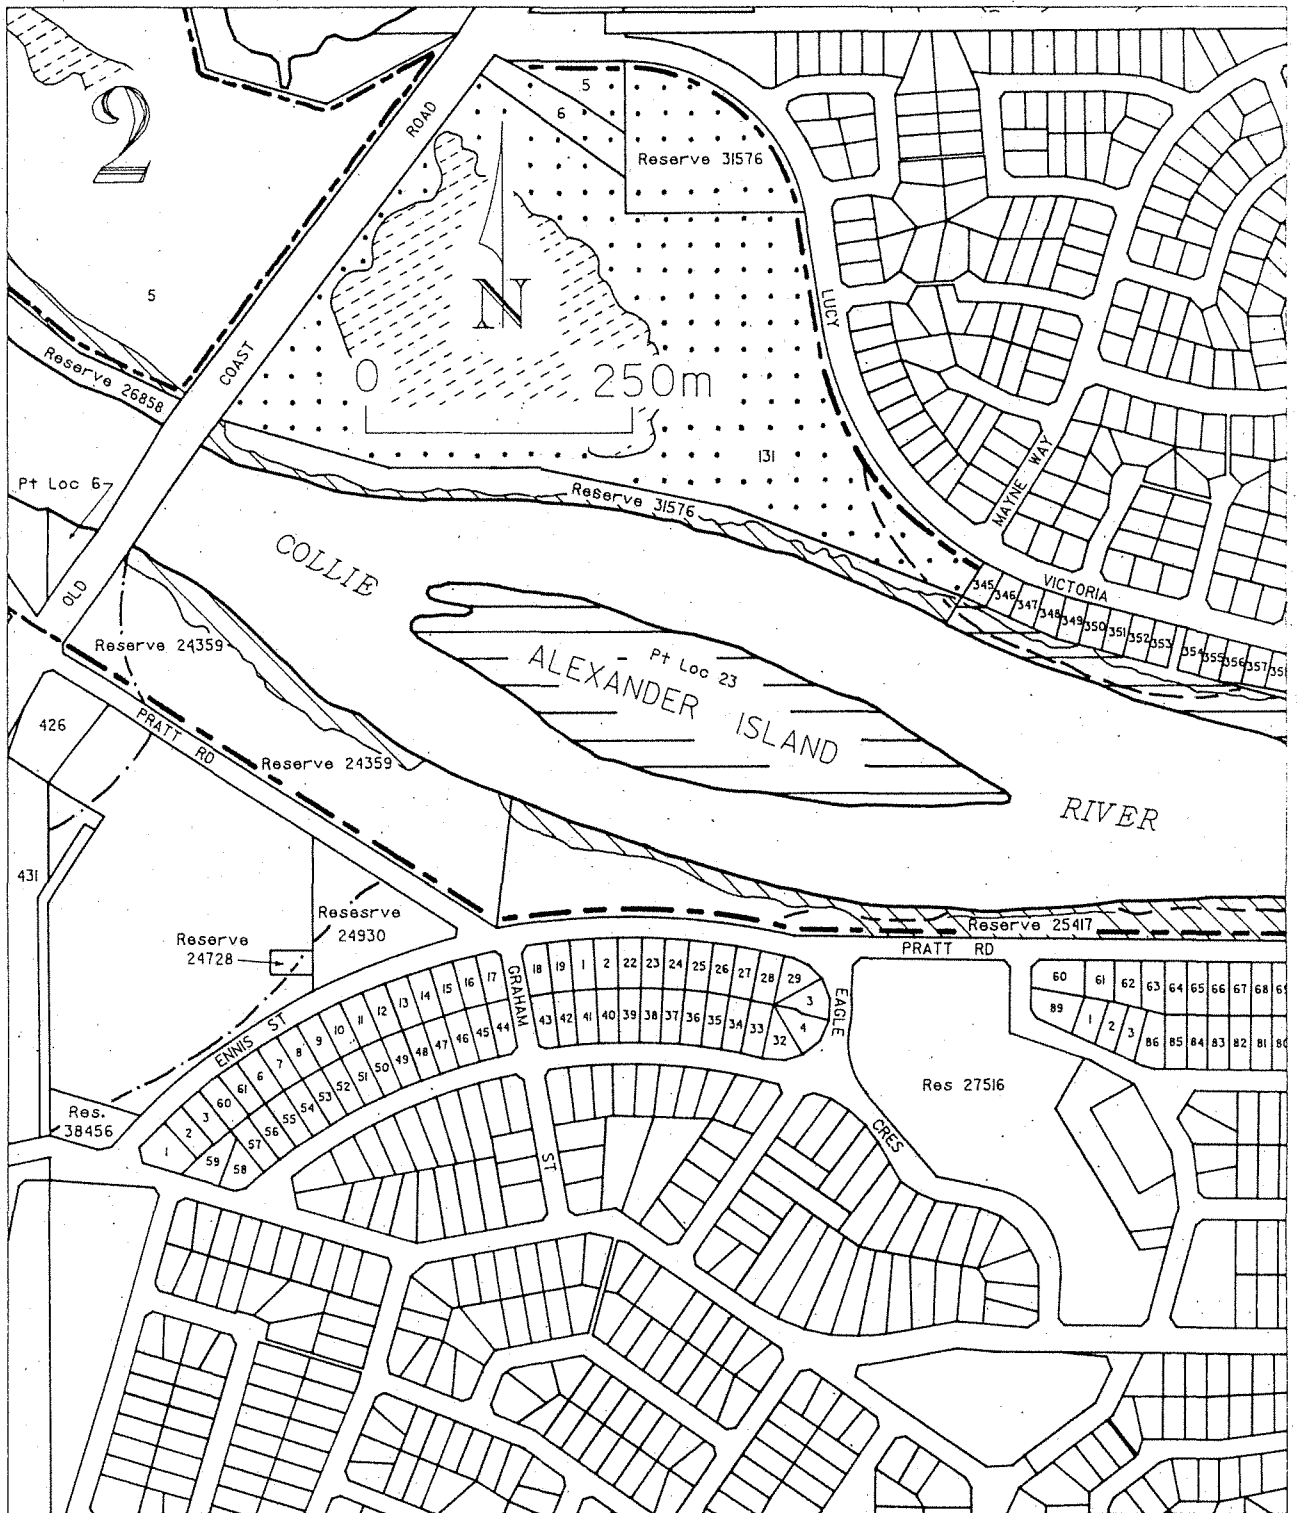 2
5
6
ROAD
Reserve 31576
N
5
LUCY
COAST
Reserve 26858
0 250m
131
MAYNE WAY
Pt Loc 6
Reserve 31576
COLLIE
OLD
VICTORIA
345 346 347 348 349 350 351 352 353 354 355 356 357
Reserve 24359
Pt Loc 23
ALEXANDER ISLAND
426
PRATT RD
Reserve 24359
RIVER
431
Resesrve
24930
Reserve 25417
Reserve
24728
PRATT RD
GRAHAM
EAGLE
18 19 1 2 22 23 24 25 26 27 28 29
3
4
43 42 41 40 39 38 37 36 35 34 33 32
60 61 62 63 64 65 66 67 68 69
89 1 2 3 86 85 84 83 82 81 80
ENNIS ST
1 2 3 60 61 6 7 8 9 10 11 12 13 14 15 16 17
59 58 57 56 55 54 53 52 51 50 49 48 47 46 45 44
Res 27516
Res.
38456
CRES
ST